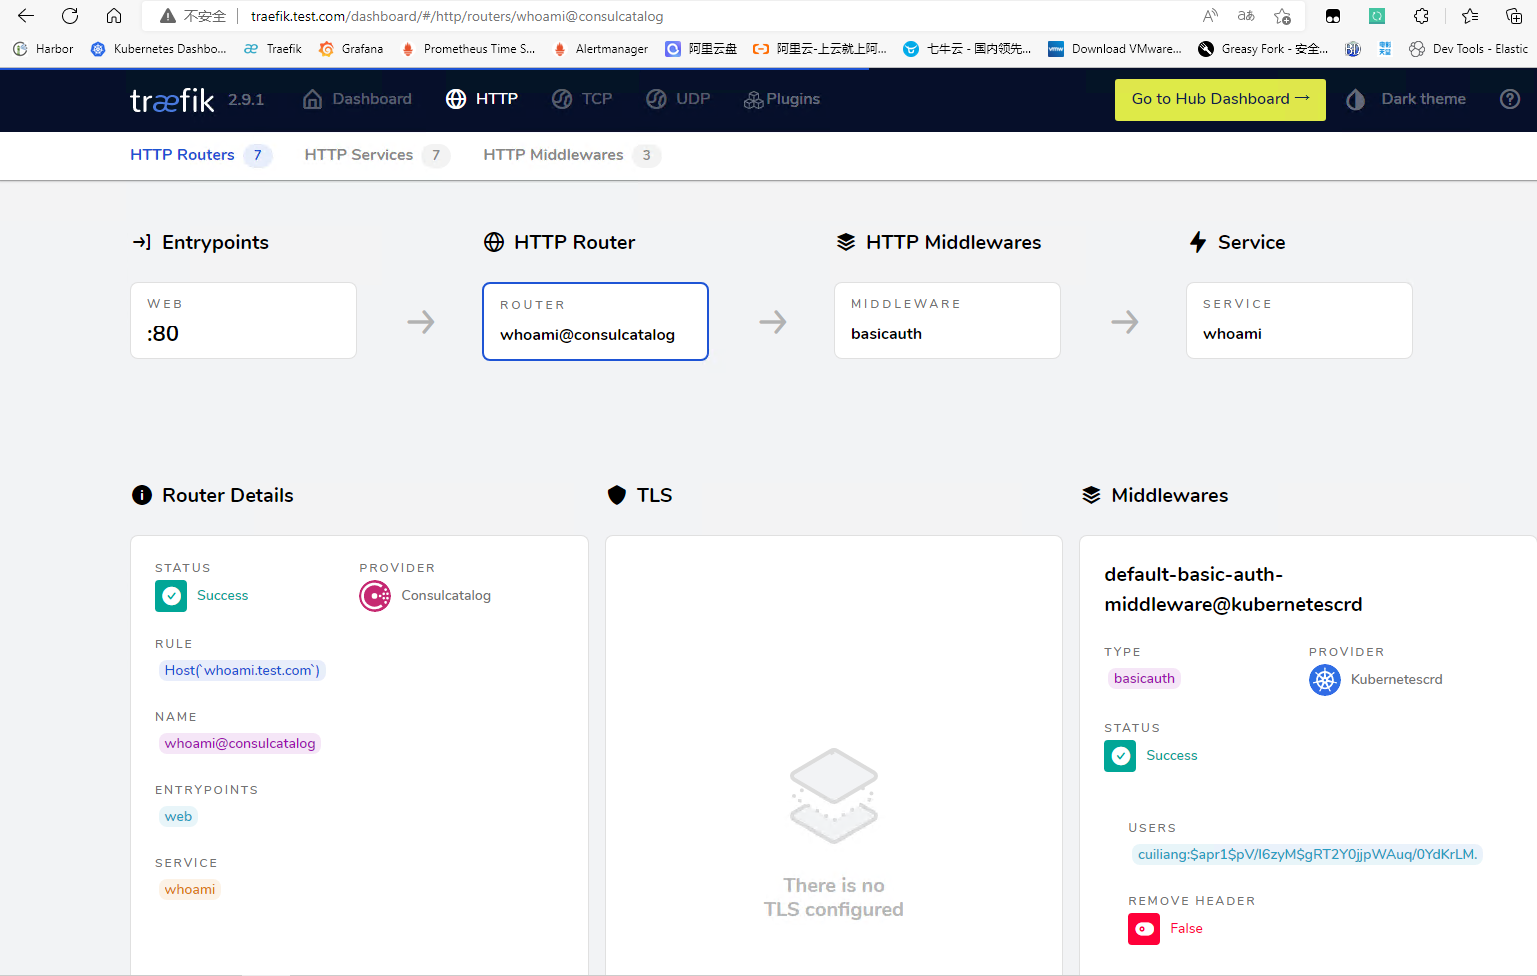 不安全 traefik.test.com/dashboard/#/http/routers/whoami@consulcatalog
Harbor Kubernetes Dashbo... Traefik Grafana Prometheus Time S... Alertmanager 阿里云盘 阿里云-上云就上阿... 七牛云 - 国内领先... Download VMware... Greasy Fork - 安全... Dev Tools - Elastic
træfik 2.9.1 Dashboard HTTP TCP UDP Plugins Go to Hub Dashboard → Dark theme
HTTP Routers 7 HTTP Services 7 HTTP Middlewares 3
Entrypoints HTTP Router HTTP Middlewares Service
WEB ROUTER MIDDLEWARE SERVICE
:80 whoami@consulcatalog basicauth whoami
Router Details TLS Middlewares
STATUS PROVIDER
Success Consulcatalog
RULE
Host(`whoami.test.com`)
NAME
whoami@consulcatalog
ENTRYPOINTS
web
SERVICE
whoami
There is no
TLS configured
default-basic-auth-
middleware@kubernetescrd
TYPE PROVIDER
basicauth Kubernetescrd
STATUS
Success
USERS
cuiliang:$apr1$pV/I6zyM$gRT2Y0jjpWAuq/0YdKrLM.
REMOVE HEADER
False